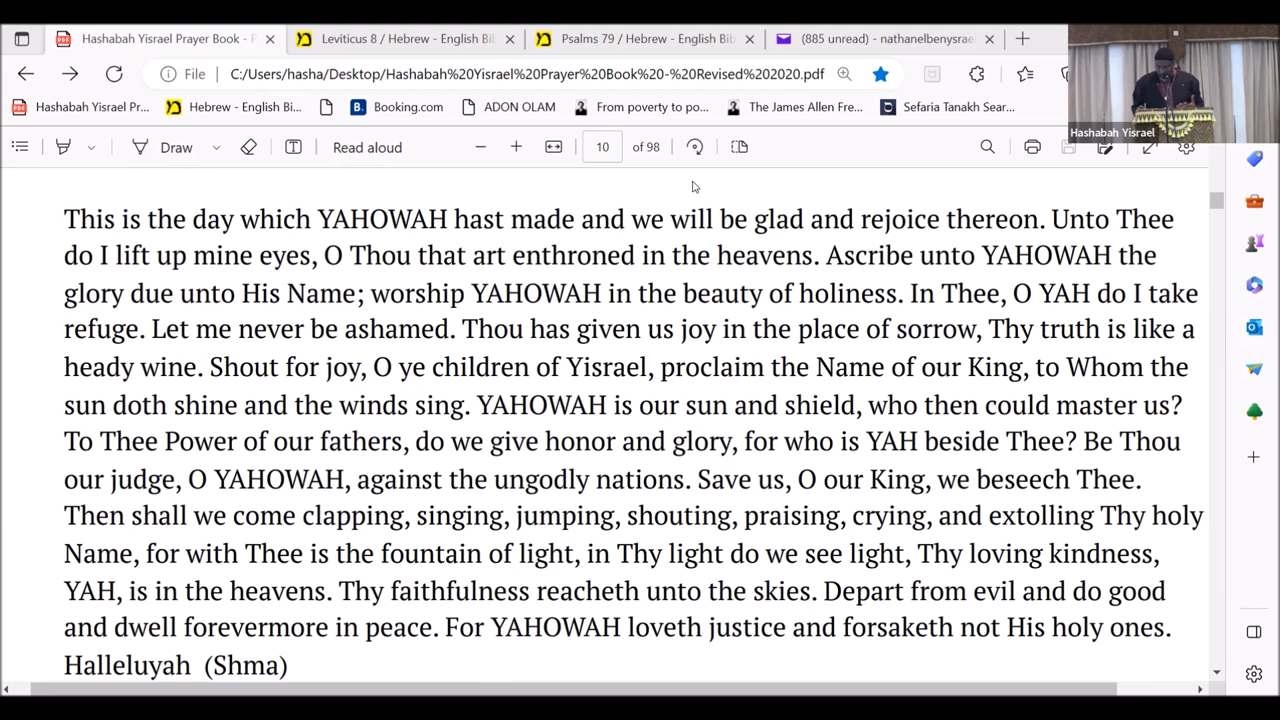 Hashabah Yisrael Prayer Book - R
Leviticus 8 / Hebrew - English Bi
Psalms 79 / Hebrew - English Bib
(885 unread) - nathanelbenysrae
File
C:/Users/hasha/Desktop/Hashabah%20Yisrael%20Prayer%20Book%20-%20Revised%202020.pdf
Hashabah Yisrael Pr...
Hebrew - English Bi...
Booking.com
ADON OLAM
From poverty to po...
The James Allen Fre...
Sefaria Tanakh Sear...
Hashabah Yisrael
Draw
Read aloud
10 of 98
This is the day which YAHOWAH hast made and we will be glad and rejoice thereon. Unto Thee
do I lift up mine eyes, O Thou that art enthroned in the heavens. Ascribe unto YAHOWAH the
glory due unto His Name; worship YAHOWAH in the beauty of holiness. In Thee, O YAH do I take
refuge. Let me never be ashamed. Thou has given us joy in the place of sorrow, Thy truth is like a
heady wine. Shout for joy, O ye children of Yisrael, proclaim the Name of our King, to Whom the
sun doth shine and the winds sing. YAHOWAH is our sun and shield, who then could master us?
To Thee Power of our fathers, do we give honor and glory, for who is YAH beside Thee? Be Thou
our judge, O YAHOWAH, against the ungodly nations. Save us, O our King, we beseech Thee.
Then shall we come clapping, singing, jumping, shouting, praising, crying, and extolling Thy holy
Name, for with Thee is the fountain of light, in Thy light do we see light, Thy loving kindness,
YAH, is in the heavens. Thy faithfulness reacheth unto the skies. Depart from evil and do good
and dwell forevermore in peace. For YAHOWAH loveth justice and forsaketh not His holy ones.
Halleluyah (Shma)